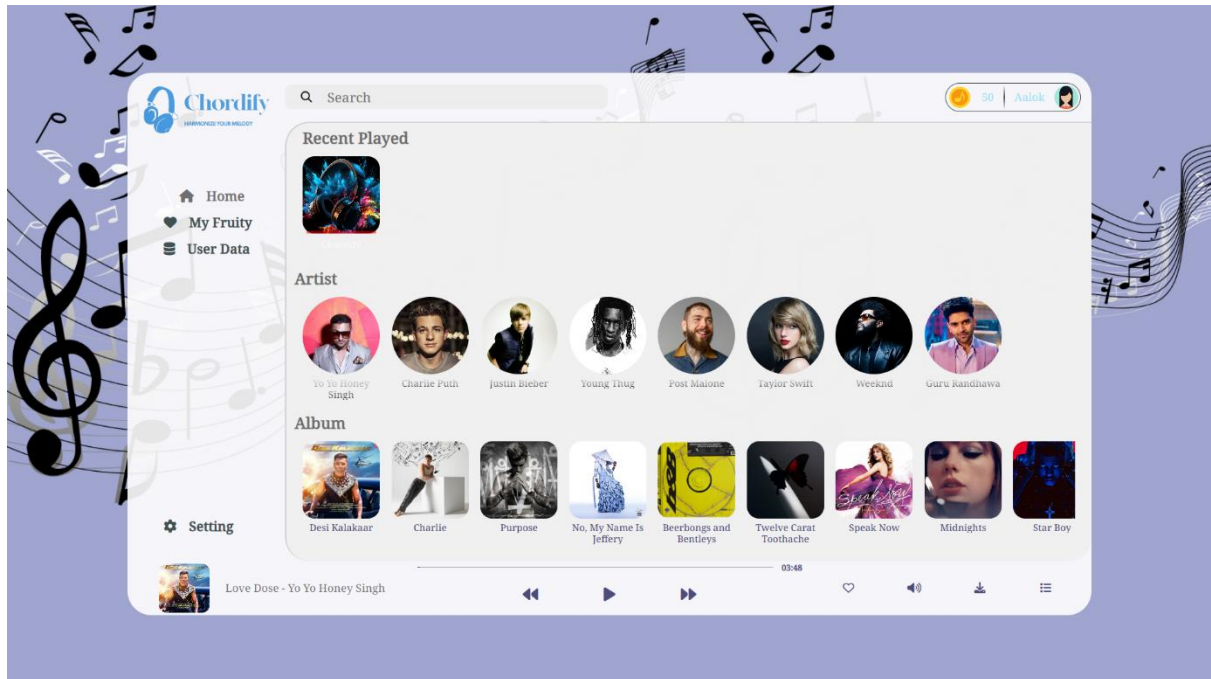 Chordify
HARMONIZE YOUR MELODY
Search
50
Aalok
Home
My Fruity
User Data
Setting
Recent Played
Artist
Yo Yo Honey
Singh
Charlie Puth
Justin Bieber
Young Thug
Post Malone
Taylor Swift
Weeknd
Guru Randhawa
Album
Desi Kalakaar
Charlie
Purpose
No, My Name Is
Jeffery
Beerbongs and
Bentleys
Twelve Carat
Toothache
Speak Now
Speak Now
Midnights
Star Boy
Love Dose - Yo Yo Honey Singh
03:48